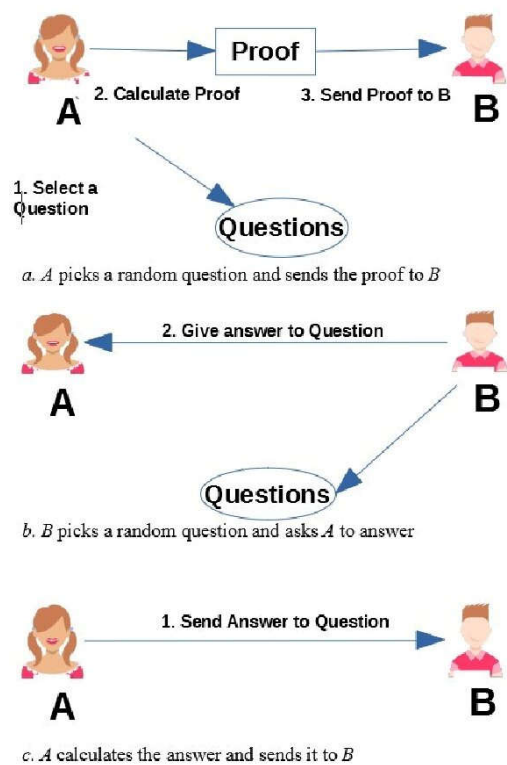 Proof
2. Calculate Proof
3. Send Proof to B
A
B
1. Select a
Question
Questions
a. A picks a random question and sends the proof to B
2. Give answer to Question
A
B
Questions
b. B picks a random question and asks A to answer
1. Send Answer to Question
A
B
c. A calculates the answer and sends it to B